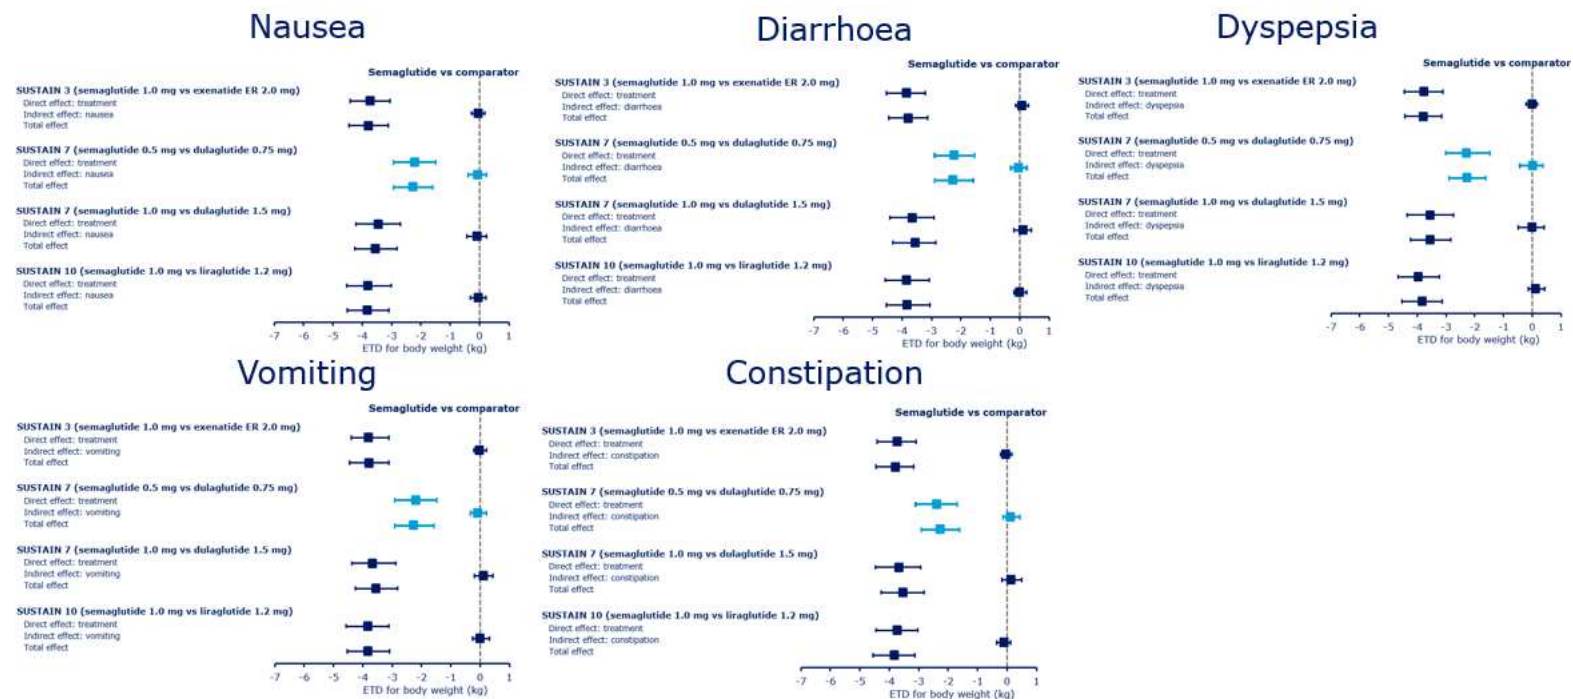 Nausea
Semaglutide vs comparator
SUSTAIN 3 (semaglutide 1.0 mg vs exenatide ER 2.0 mg)
Direct effect: treatment
Indirect effect: nausea
Total effect
SUSTAIN 7 (semaglutide 0.5 mg vs dulaglutide 0.75 mg)
Direct effect: treatment
Indirect effect: nausea
Total effect
SUSTAIN 7 (semaglutide 1.0 mg vs dulaglutide 1.5 mg)
Direct effect: treatment
Indirect effect: nausea
Total effect
SUSTAIN 10 (semaglutide 1.0 mg vs liraglutide 1.2 mg)
Direct effect: treatment
Indirect effect: nausea
Total effect
-7 -6 -5 -4 -3 -2 -1 0 1
ETD for body weight (kg)
Diarrhoea
Semaglutide vs comparator
SUSTAIN 3 (semaglutide 1.0 mg vs exenatide ER 2.0 mg)
Direct effect: treatment
Indirect effect: diarrhoea
Total effect
SUSTAIN 7 (semaglutide 0.5 mg vs dulaglutide 0.75 mg)
Direct effect: treatment
Indirect effect: diarrhoea
Total effect
SUSTAIN 7 (semaglutide 1.0 mg vs dulaglutide 1.5 mg)
Direct effect: treatment
Indirect effect: diarrhoea
Total effect
SUSTAIN 10 (semaglutide 1.0 mg vs liraglutide 1.2 mg)
Direct effect: treatment
Indirect effect: diarrhoea
Total effect
-7 -6 -5 -4 -3 -2 -1 0 1
ETD for body weight (kg)
Dyspepsia
Semaglutide vs comparator
SUSTAIN 3 (semaglutide 1.0 mg vs exenatide ER 2.0 mg)
Direct effect: treatment
Indirect effect: dyspepsia
Total effect
SUSTAIN 7 (semaglutide 0.5 mg vs dulaglutide 0.75 mg)
Direct effect: treatment
Indirect effect: dyspepsia
Total effect
SUSTAIN 7 (semaglutide 1.0 mg vs dulaglutide 1.5 mg)
Direct effect: treatment
Indirect effect: dyspepsia
Total effect
SUSTAIN 10 (semaglutide 1.0 mg vs liraglutide 1.2 mg)
Direct effect: treatment
Indirect effect: dyspepsia
Total effect
-7 -6 -5 -4 -3 -2 -1 0 1
ETD for body weight (kg)
Vomiting
Semaglutide vs comparator
SUSTAIN 3 (semaglutide 1.0 mg vs exenatide ER 2.0 mg)
Direct effect: treatment
Indirect effect: vomiting
Total effect
SUSTAIN 7 (semaglutide 0.5 mg vs dulaglutide 0.75 mg)
Direct effect: treatment
Indirect effect: vomiting
Total effect
SUSTAIN 7 (semaglutide 1.0 mg vs dulaglutide 1.5 mg)
Direct effect: treatment
Indirect effect: vomiting
Total effect
SUSTAIN 10 (semaglutide 1.0 mg vs liraglutide 1.2 mg)
Direct effect: treatment
Indirect effect: vomiting
Total effect
-7 -6 -5 -4 -3 -2 -1 0 1
ETD for body weight (kg)
Constipation
Semaglutide vs comparator
SUSTAIN 3 (semaglutide 1.0 mg vs exenatide ER 2.0 mg)
Direct effect: treatment
Indirect effect: constipation
Total effect
SUSTAIN 7 (semaglutide 0.5 mg vs dulaglutide 0.75 mg)
Direct effect: treatment
Indirect effect: constipation
Total effect
SUSTAIN 7 (semaglutide 1.0 mg vs dulaglutide 1.5 mg)
Direct effect: treatment
Indirect effect: constipation
Total effect
SUSTAIN 10 (semaglutide 1.0 mg vs liraglutide 1.2 mg)
Direct effect: treatment
Indirect effect: constipation
Total effect
-7 -6 -5 -4 -3 -2 -1 0 1
ETD for body weight (kg)